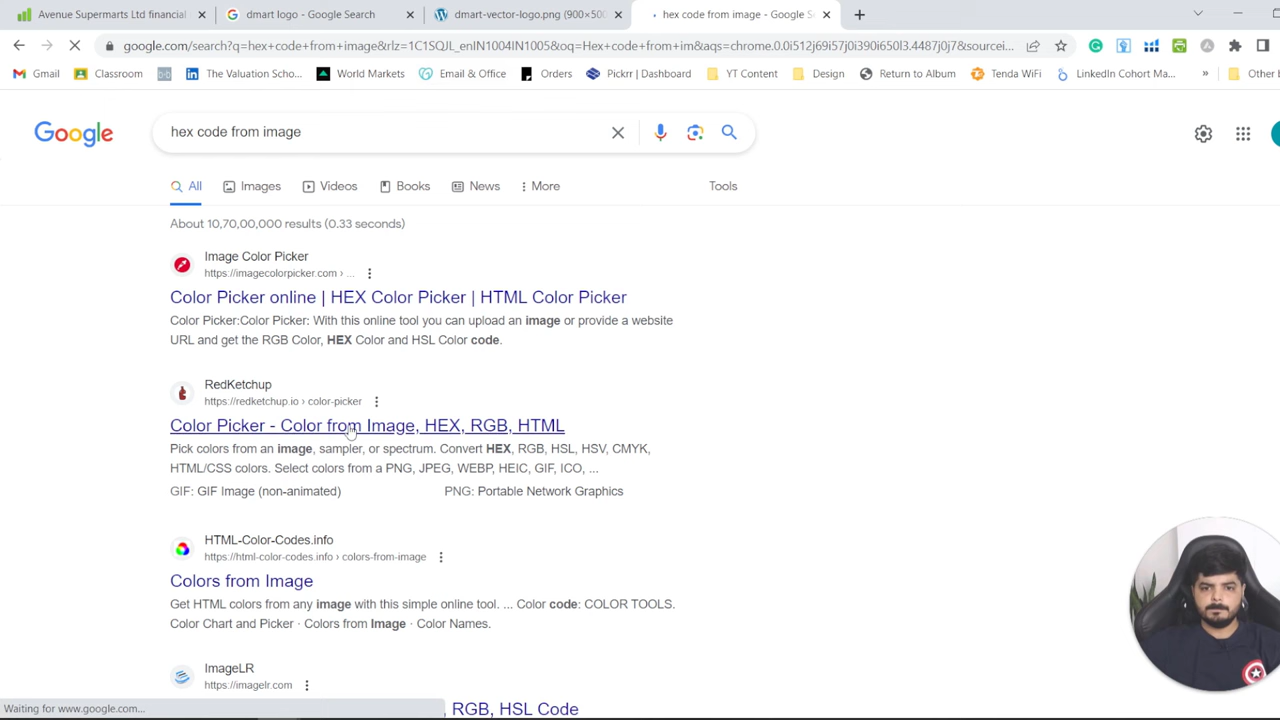 Avenue Supermarts Ltd financial
dmart logo - Google Search
dmart-vector-logo.png (900×500
hex code from image - Google S
google.com/search?q=hex+code+from+image&rlz=1C1SQJL_enIN1004IN1005&oq=Hex+code+from+im&aqs=chrome.0.0i512j69i57j0i390i650l3.4487j0j7&sourcei...
Gmail Classroom The Valuation Scho... World Markets Email & Office Orders Pickrr | Dashboard YT Content Design Return to Album Tenda WiFi LinkedIn Cohort Ma... » Other b
Google
hex code from image
All Images Videos Books News More Tools
About 10,70,00,000 results (0.33 seconds)
Image Color Picker
https://imagecolorpicker.com › ...
Color Picker online | HEX Color Picker | HTML Color Picker
Color Picker:Color Picker: With this online tool you can upload an image or provide a website
URL and get the RGB Color, HEX Color and HSL Color code.
RedKetchup
https://redketchup.io › color-picker
Color Picker - Color from Image, HEX, RGB, HTML
Pick colors from an image, sampler, or spectrum. Convert HEX, RGB, HSL, HSV, CMYK,
HTML/CSS colors. Select colors from a PNG, JPEG, WEBP, HEIC, GIF, ICO, ...
GIF: GIF Image (non-animated) PNG: Portable Network Graphics
HTML-Color-Codes.info
https://html-color-codes.info › colors-from-image
Colors from Image
Get HTML colors from any image with this simple online tool. ... Color code: COLOR TOOLS.
Color Chart and Picker · Colors from Image · Color Names.
ImageLR
https://imagelr.com
, RGB, HSL Code
Waiting for www.google.com...